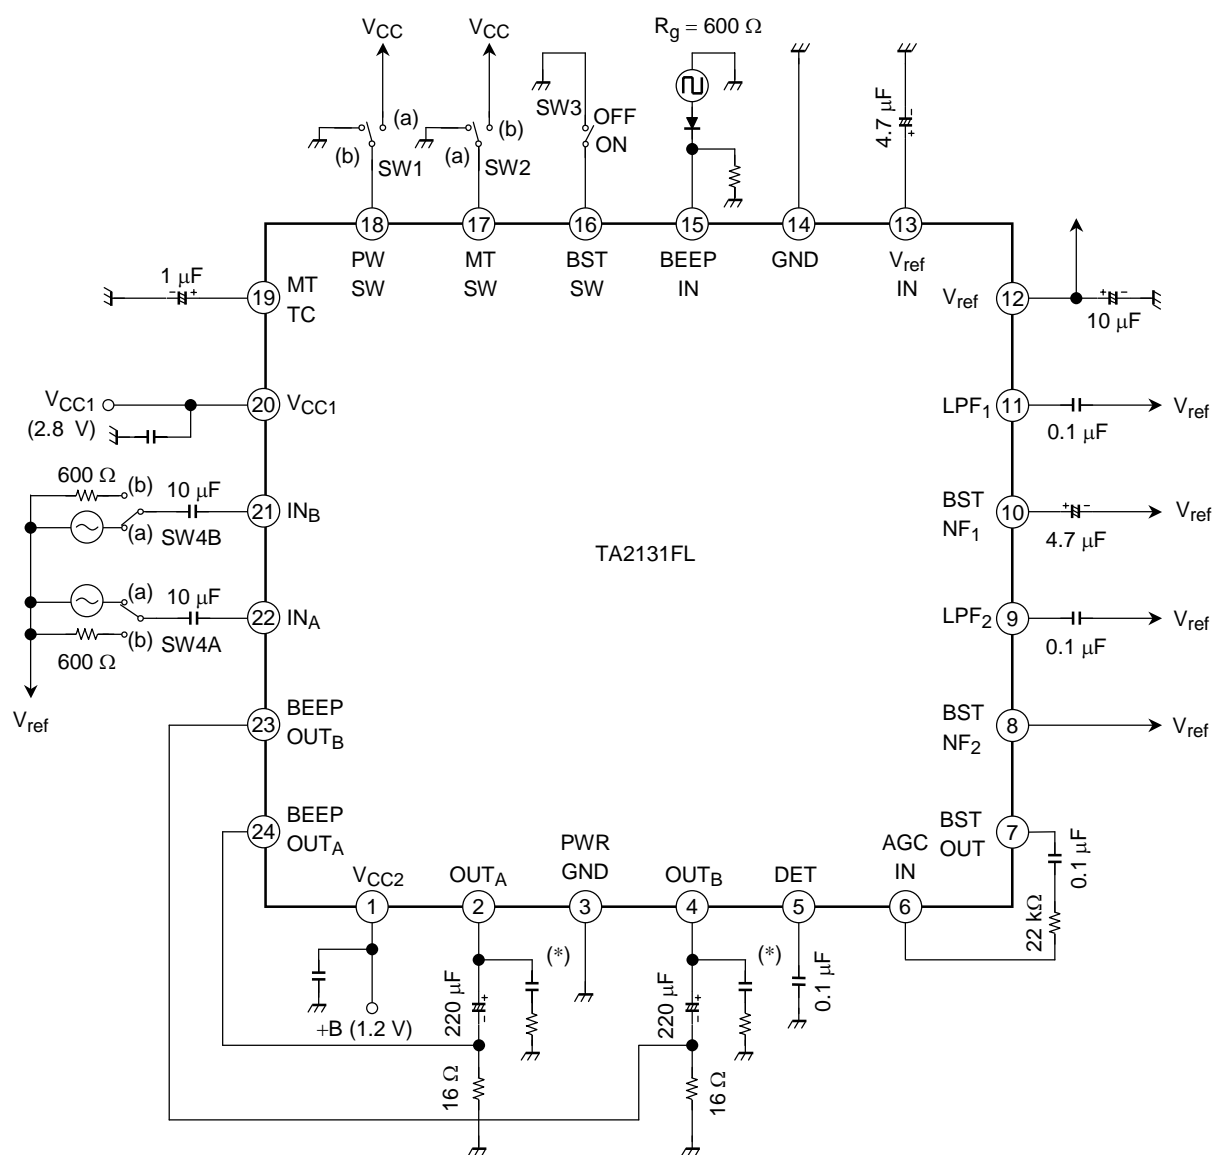 VCC
VCC
Rg = 600 Ω
SW3
OFF
ON
4.7 µF
+ −
(a)
(b)
SW1
(b)
(a)
SW2
18
17
16
15
14
13
PW
SW
MT
SW
BST
SW
BEEP
IN
GND
Vref
IN
1 µF
− +
19
MT
TC
Vref
12
+ −
10 µF
VCC1
(2.8 V)
20
VCC1
LPF1
11
0.1 µF
Vref
600 Ω
(b)
10 µF
(a)
SW4B
21
INB
BST
NF1
10
+ −
4.7 µF
Vref
TA2131FL
(a)
10 µF
(b)
SW4A
600 Ω
22
INA
LPF2
9
0.1 µF
Vref
Vref
23
BEEP
OUTB
BST
NF2
8
Vref
24
BEEP
OUTA
BST
OUT
7
0.1 µF
22 kΩ
VCC2
OUTA
PWR
GND
OUTB
DET
AGC
IN
1
2
3
4
5
6
+B (1.2 V)
220 µF
+
−
(*)
16 Ω
220 µF
+
−
(*)
16 Ω
0.1 µF